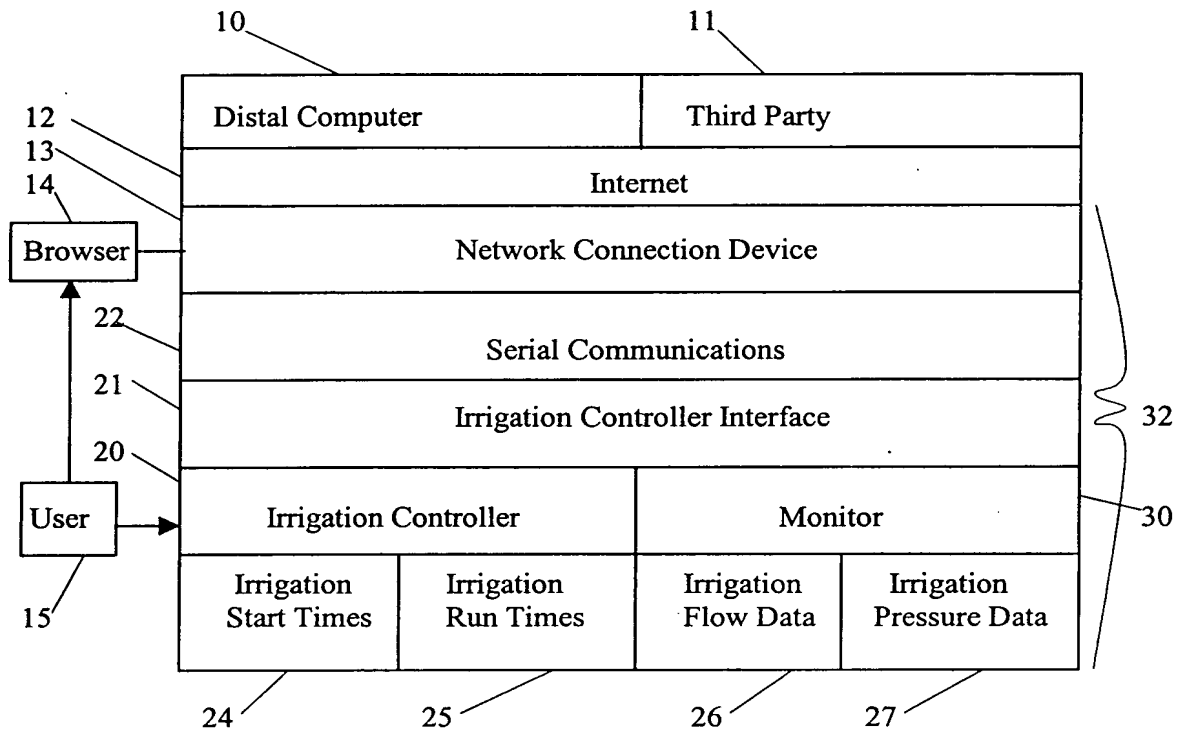 10
11
Distal Computer
Third Party
12
Internet
13
14
Browser
Network Connection Device
22
Serial Communications
21
Irrigation Controller Interface
32
20
User
Irrigation Controller
Monitor
30
15
Irrigation
Start Times
Irrigation
Run Times
Irrigation
Flow Data
Irrigation
Pressure Data
24
25
26
27